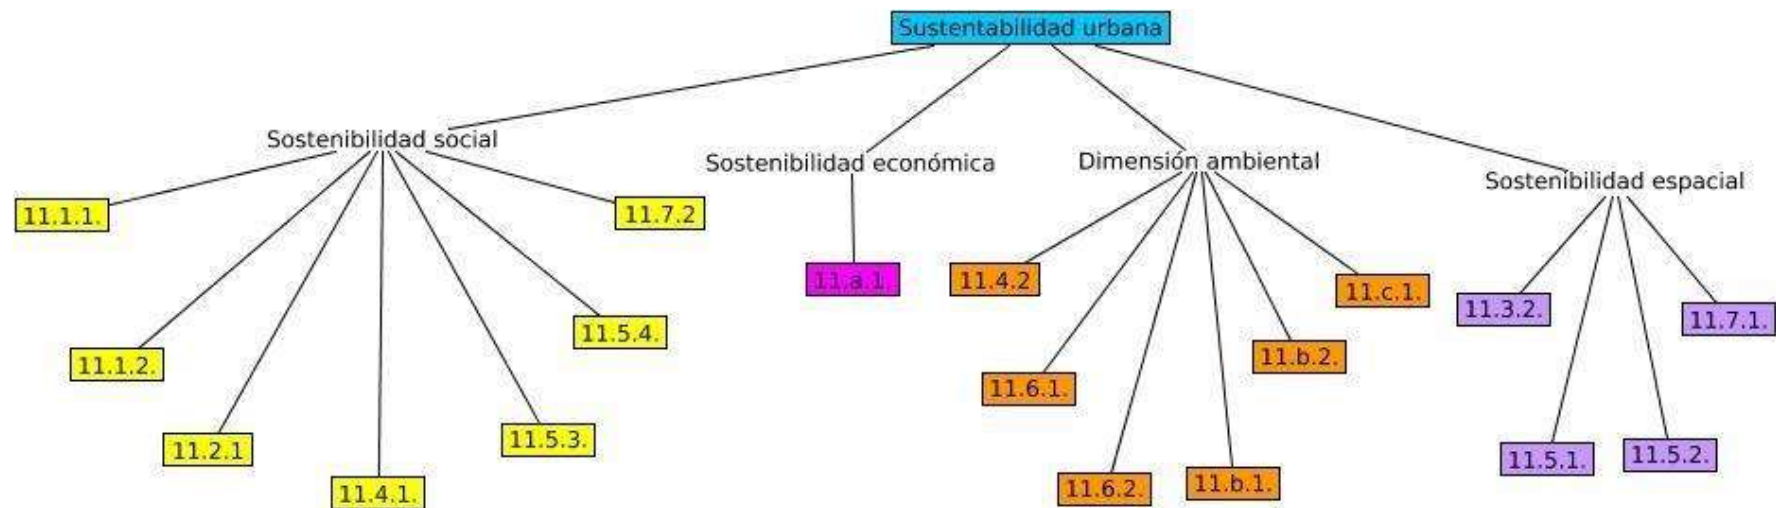 Sustentabilidad urbana
Sostenibilidad social
Sostenibilidad económica
Dimensión ambiental
Sostenibilidad espacial
11.1.1.
11.1.2.
11.2.1
11.4.1.
11.5.3.
11.5.4.
11.7.2
11.a.1.
11.4.2
11.6.1.
11.6.2.
11.b.1.
11.b.2.
11.c.1.
11.3.2.
11.5.1.
11.5.2.
11.7.1.